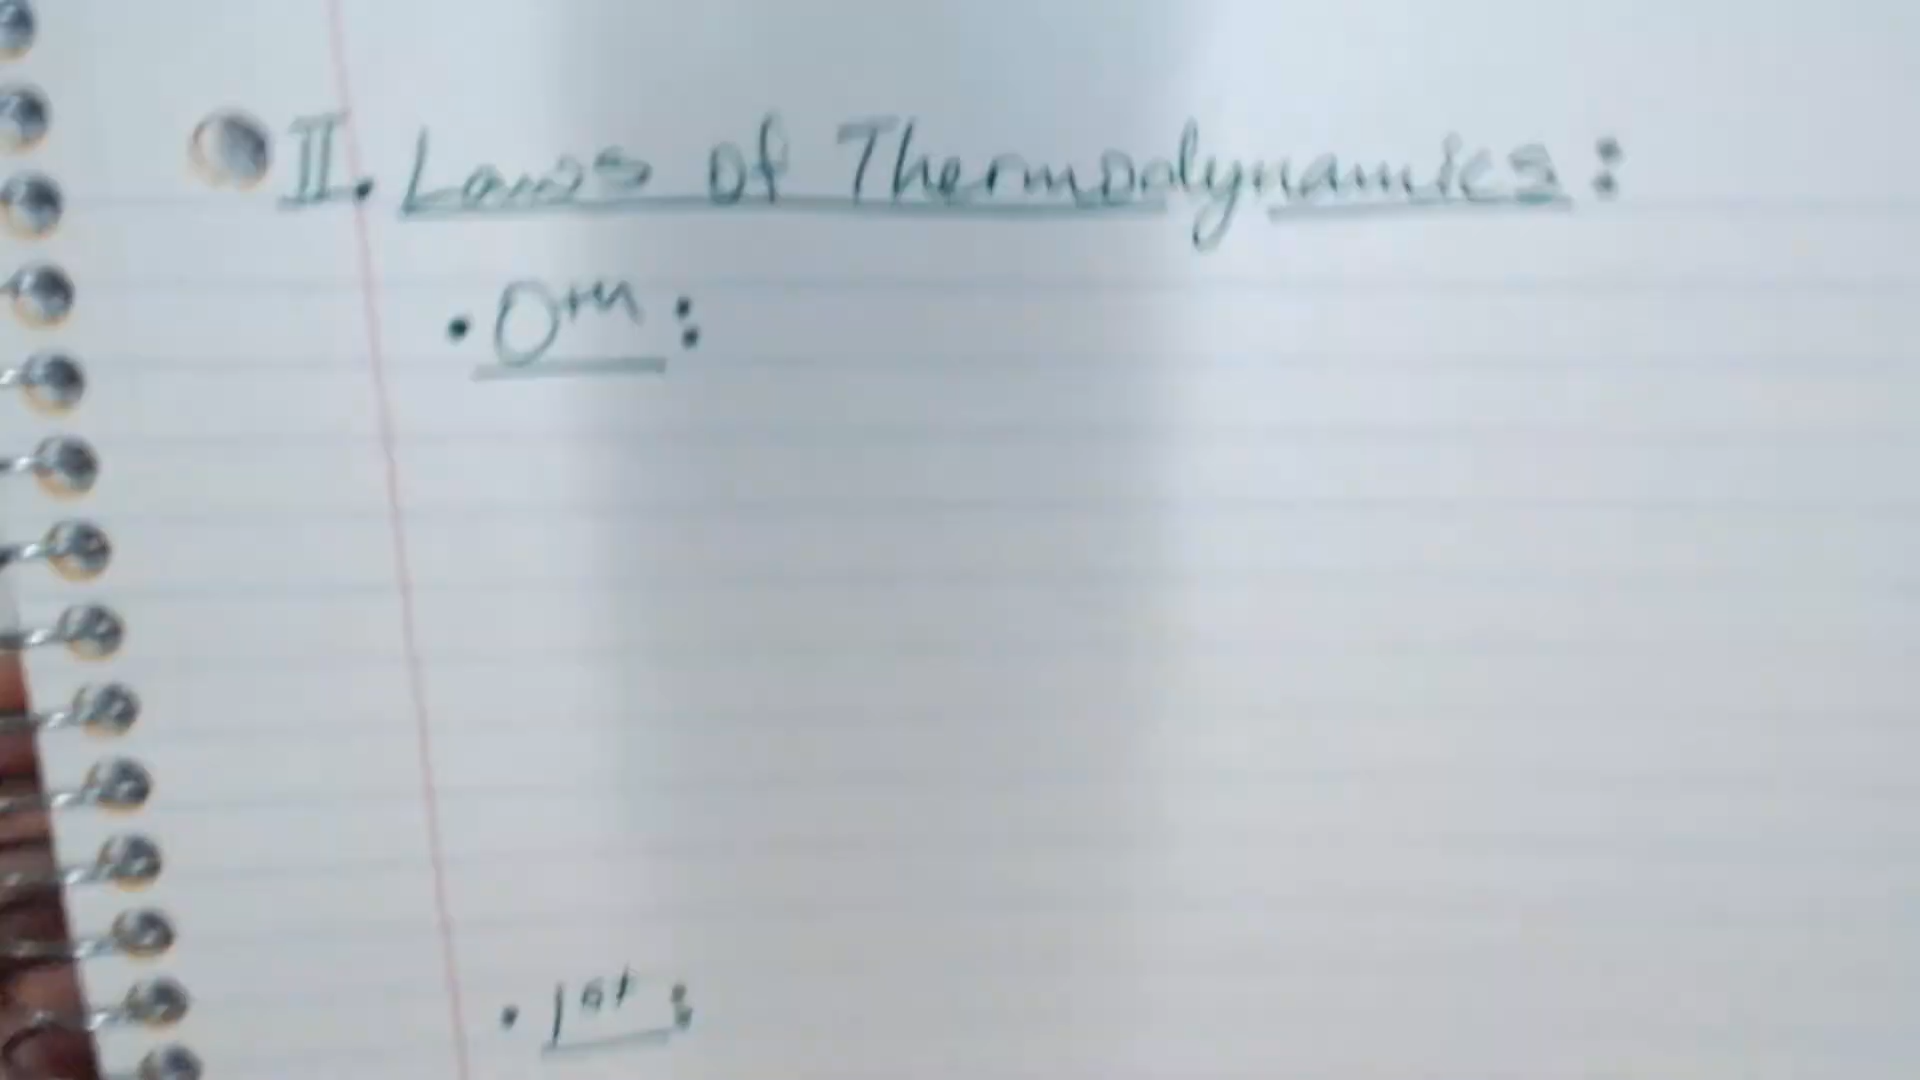 II. Laws of Thermodynamics:
• 0th:
• 1st: